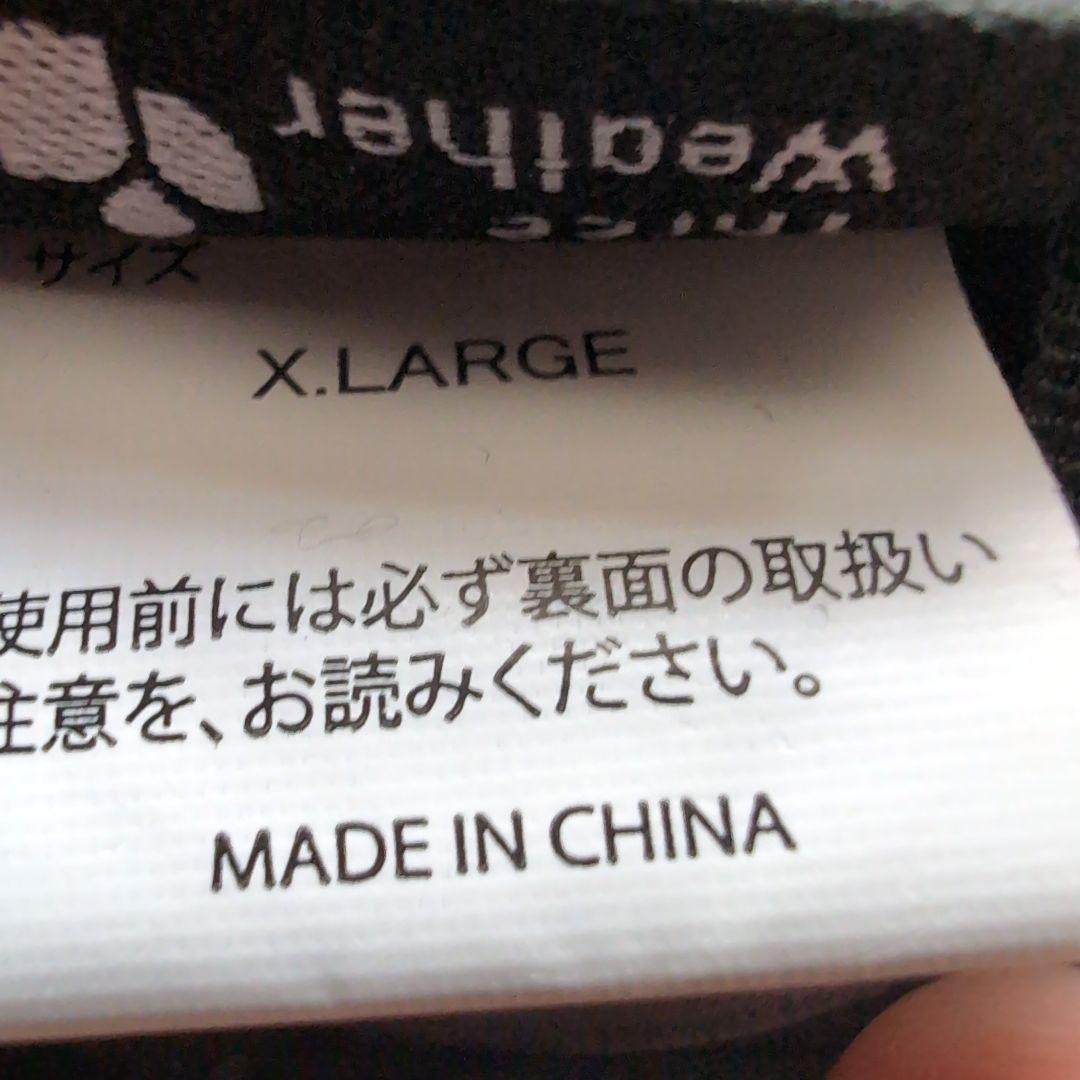 Weather
サイズ
X.LARGE
使用前には必ず裏面の取扱い
注意を、お読みください。
MADE IN CHINA